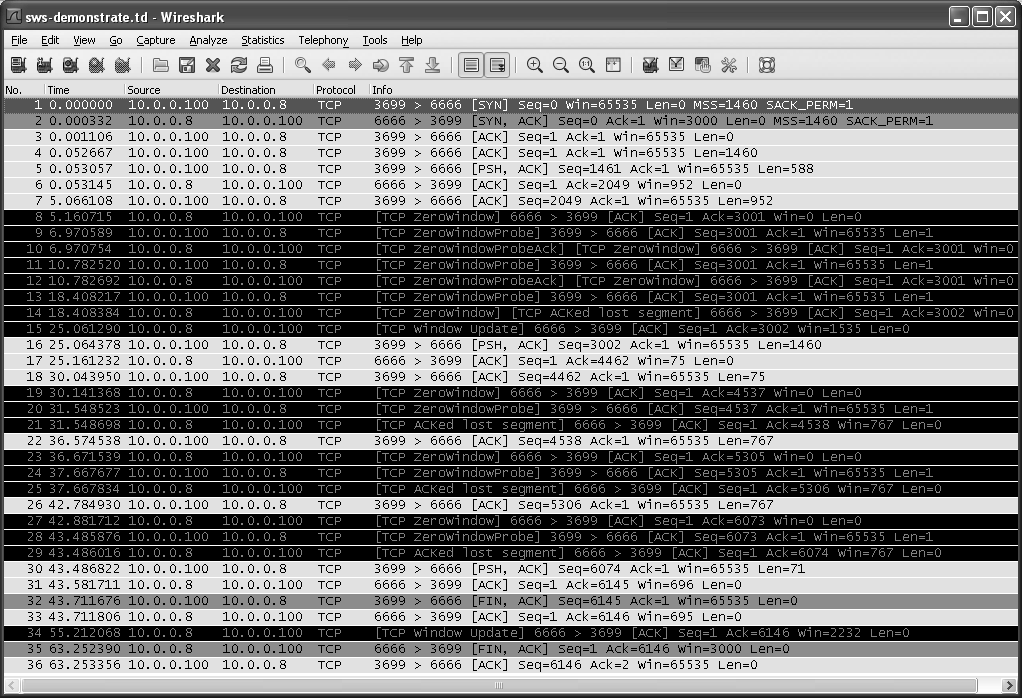 sws-demonstrate.td - Wireshark
File Edit View Go Capture Analyze Statistics Telephony Tools Help
No. Time Source Destination Protocol Info
1 0.000000 10.0.0.100 10.0.0.8 TCP 3699 > 6666 [SYN] Seq=0 Win=65535 Len=0 MSS=1460 SACK_PERM=1
2 0.000332 10.0.0.8 10.0.0.100 TCP 6666 > 3699 [SYN, ACK] Seq=0 Ack=1 Win=3000 Len=0 MSS=1460 SACK_PERM=1
3 0.001106 10.0.0.100 10.0.0.8 TCP 3699 > 6666 [ACK] Seq=1 Ack=1 Win=65535 Len=0
4 0.052667 10.0.0.100 10.0.0.8 TCP 3699 > 6666 [ACK] Seq=1 Ack=1 Win=65535 Len=1460
5 0.053057 10.0.0.100 10.0.0.8 TCP 3699 > 6666 [PSH, ACK] Seq=1461 Ack=1 Win=65535 Len=588
6 0.053145 10.0.0.8 10.0.0.100 TCP 6666 > 3699 [ACK] Seq=1 Ack=2049 Win=952 Len=0
7 5.066108 10.0.0.100 10.0.0.8 TCP 3699 > 6666 [ACK] Seq=2049 Ack=1 Win=65535 Len=952
8 5.160715 10.0.0.8 10.0.0.100 TCP [TCP ZeroWindow] 6666 > 3699 [ACK] Seq=1 Ack=3001 Win=0 Len=0
9 6.970589 10.0.0.100 10.0.0.8 TCP [TCP ZeroWindowProbe] 3699 > 6666 [ACK] Seq=3001 Ack=1 Win=65535 Len=1
10 6.970754 10.0.0.8 10.0.0.100 TCP [TCP ZeroWindowProbeAck] [TCP ZeroWindow] 6666 > 3699 [ACK] Seq=1 Ack=3001 Win=0
11 10.782520 10.0.0.100 10.0.0.8 TCP [TCP ZeroWindowProbe] 3699 > 6666 [ACK] Seq=3001 Ack=1 Win=65535 Len=1
12 10.782692 10.0.0.8 10.0.0.100 TCP [TCP ZeroWindowProbeAck] [TCP ZeroWindow] 6666 > 3699 [ACK] Seq=1 Ack=3001 Win=0
13 18.408217 10.0.0.100 10.0.0.8 TCP [TCP ZeroWindowProbe] 3699 > 6666 [ACK] Seq=3001 Ack=1 Win=65535 Len=1
14 18.408384 10.0.0.8 10.0.0.100 TCP [TCP ZeroWindow] [TCP ACKed lost segment] 6666 > 3699 [ACK] Seq=1 Ack=3002 Win=0
15 25.061290 10.0.0.8 10.0.0.100 TCP [TCP Window Update] 6666 > 3699 [ACK] Seq=1 Ack=3002 Win=1535 Len=0
16 25.064378 10.0.0.100 10.0.0.8 TCP 3699 > 6666 [PSH, ACK] Seq=3002 Ack=1 Win=65535 Len=1460
17 25.161232 10.0.0.8 10.0.0.100 TCP 6666 > 3699 [ACK] Seq=1 Ack=4462 Win=75 Len=0
18 30.043950 10.0.0.100 10.0.0.8 TCP 3699 > 6666 [ACK] Seq=4462 Ack=1 Win=65535 Len=75
19 30.141368 10.0.0.8 10.0.0.100 TCP [TCP ZeroWindow] 6666 > 3699 [ACK] Seq=1 Ack=4537 Win=0 Len=0
20 31.548523 10.0.0.100 10.0.0.8 TCP [TCP ZeroWindowProbe] 3699 > 6666 [ACK] Seq=4537 Ack=1 Win=65535 Len=1
21 31.548698 10.0.0.8 10.0.0.100 TCP [TCP ACKed lost segment] 6666 > 3699 [ACK] Seq=1 Ack=4538 Win=767 Len=0
22 36.574538 10.0.0.100 10.0.0.8 TCP 3699 > 6666 [ACK] Seq=4538 Ack=1 Win=65535 Len=767
23 36.671539 10.0.0.8 10.0.0.100 TCP [TCP ZeroWindow] 6666 > 3699 [ACK] Seq=1 Ack=5305 Win=0 Len=0
24 37.667677 10.0.0.100 10.0.0.8 TCP [TCP ZeroWindowProbe] 3699 > 6666 [ACK] Seq=5305 Ack=1 Win=65535 Len=1
25 37.667834 10.0.0.8 10.0.0.100 TCP [TCP ACKed lost segment] 6666 > 3699 [ACK] Seq=1 Ack=5306 Win=767 Len=0
26 42.784930 10.0.0.100 10.0.0.8 TCP 3699 > 6666 [ACK] Seq=5306 Ack=1 Win=65535 Len=767
27 42.881712 10.0.0.8 10.0.0.100 TCP [TCP ZeroWindow] 6666 > 3699 [ACK] Seq=1 Ack=6073 Win=0 Len=0
28 43.485876 10.0.0.100 10.0.0.8 TCP [TCP ZeroWindowProbe] 3699 > 6666 [ACK] Seq=6073 Ack=1 Win=65535 Len=1
29 43.486016 10.0.0.8 10.0.0.100 TCP [TCP ACKed lost segment] 6666 > 3699 [ACK] Seq=1 Ack=6074 Win=767 Len=0
30 43.486822 10.0.0.100 10.0.0.8 TCP 3699 > 6666 [PSH, ACK] Seq=6074 Ack=1 Win=65535 Len=71
31 43.581711 10.0.0.8 10.0.0.100 TCP 6666 > 3699 [ACK] Seq=1 Ack=6145 Win=696 Len=0
32 43.711676 10.0.0.100 10.0.0.8 TCP 3699 > 6666 [FIN, ACK] Seq=6145 Ack=1 Win=65535 Len=0
33 43.711806 10.0.0.8 10.0.0.100 TCP 6666 > 3699 [ACK] Seq=1 Ack=6146 Win=695 Len=0
34 55.212068 10.0.0.8 10.0.0.100 TCP [TCP Window Update] 6666 > 3699 [ACK] Seq=1 Ack=6146 Win=2232 Len=0
35 63.252390 10.0.0.8 10.0.0.100 TCP 6666 > 3699 [FIN, ACK] Seq=1 Ack=6146 Win=3000 Len=0
36 63.253356 10.0.0.100 10.0.0.8 TCP 3699 > 6666 [ACK] Seq=6146 Ack=2 Win=65535 Len=0